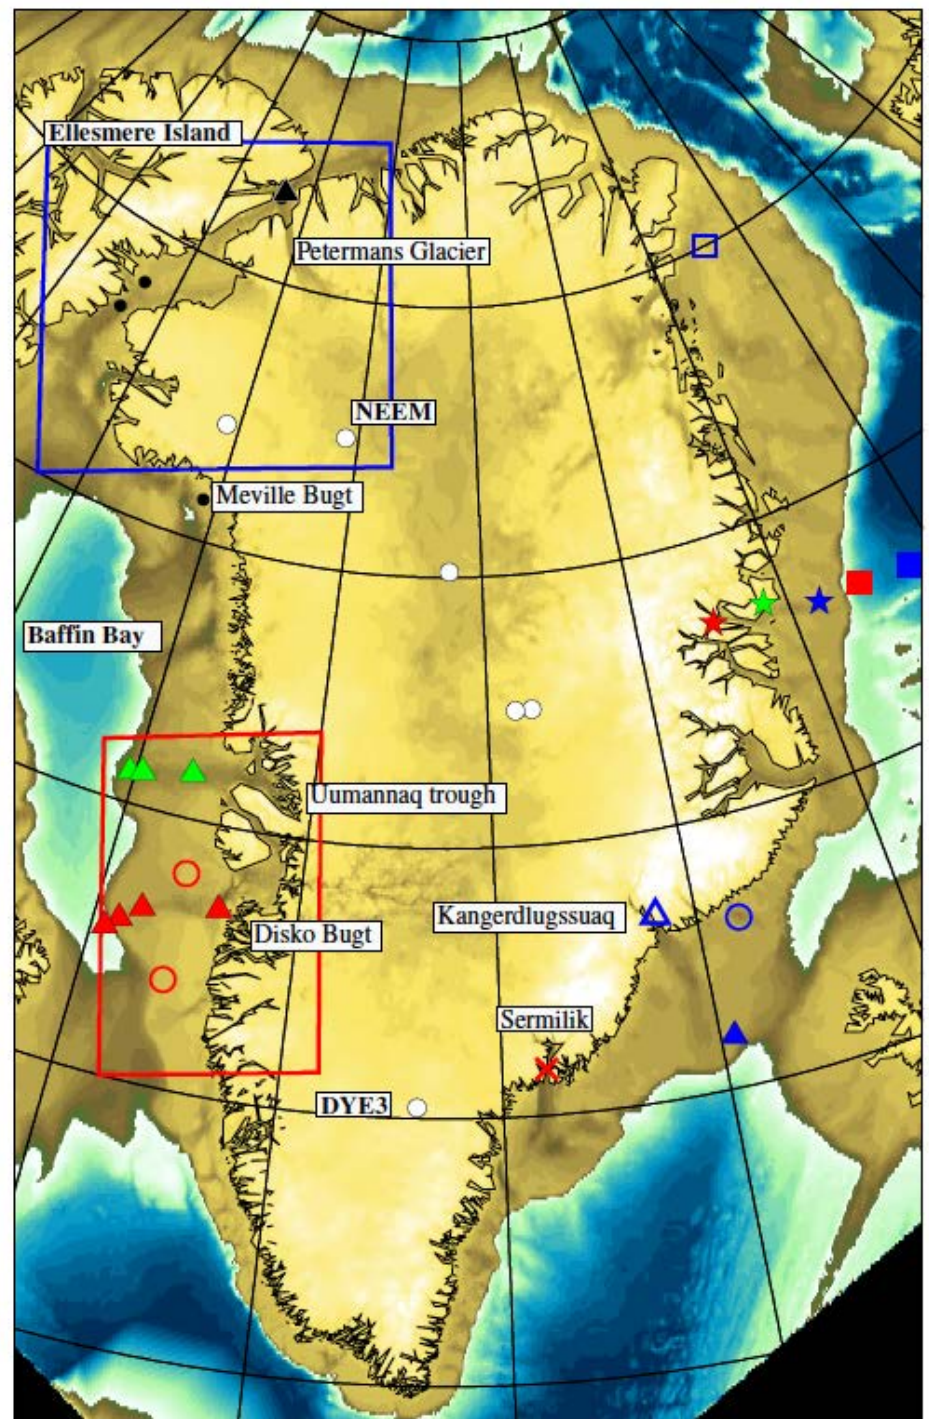 Ellesmere Island
Petermans Glacier
NEEM
Meville Bugt
Baffin Bay
Uumannaq trough
Kangerdlugssuaq
Disko Bugt
Sermilik
DYE3